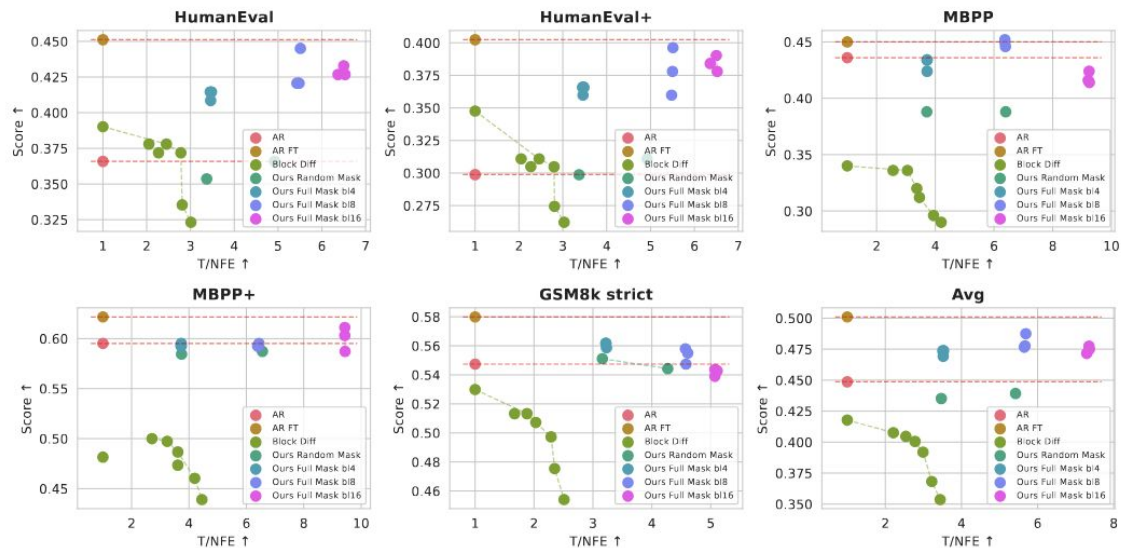 HumanEval
Score ↑
0.450
0.425
0.400
0.375
0.350
0.325
1 2 3 4 5 6 7
T/NFE ↑
AR
AR FT
Block Diff
Ours Random Mask
Ours Full Mask bl4
Ours Full Mask bl8
Ours Full Mask bl16
HumanEval+
Score ↑
0.400
0.375
0.350
0.325
0.300
0.275
1 2 3 4 5 6 7
T/NFE ↑
AR
AR FT
Block Diff
Ours Random Mask
Ours Full Mask bl4
Ours Full Mask bl8
Ours Full Mask bl16
MBPP
Score ↑
0.45
0.40
0.35
0.30
2 4 6 8 10
T/NFE ↑
AR
AR FT
Block Diff
Ours Random Mask
Ours Full Mask bl4
Ours Full Mask bl8
Ours Full Mask bl16
MBPP+
Score ↑
0.60
0.55
0.50
0.45
2 4 6 8 10
T/NFE ↑
AR
AR FT
Block Diff
Ours Random Mask
Ours Full Mask bl4
Ours Full Mask bl8
Ours Full Mask bl16
GSM8k strict
Score ↑
0.58
0.56
0.54
0.52
0.50
0.48
0.46
1 2 3 4 5
T/NFE ↑
AR
AR FT
Block Diff
Ours Random Mask
Ours Full Mask bl4
Ours Full Mask bl8
Ours Full Mask bl16
Avg
Score ↑
0.500
0.475
0.450
0.425
0.400
0.375
0.350
2 4 6 8
T/NFE ↑
AR
AR FT
Block Diff
Ours Random Mask
Ours Full Mask bl4
Ours Full Mask bl8
Ours Full Mask bl16